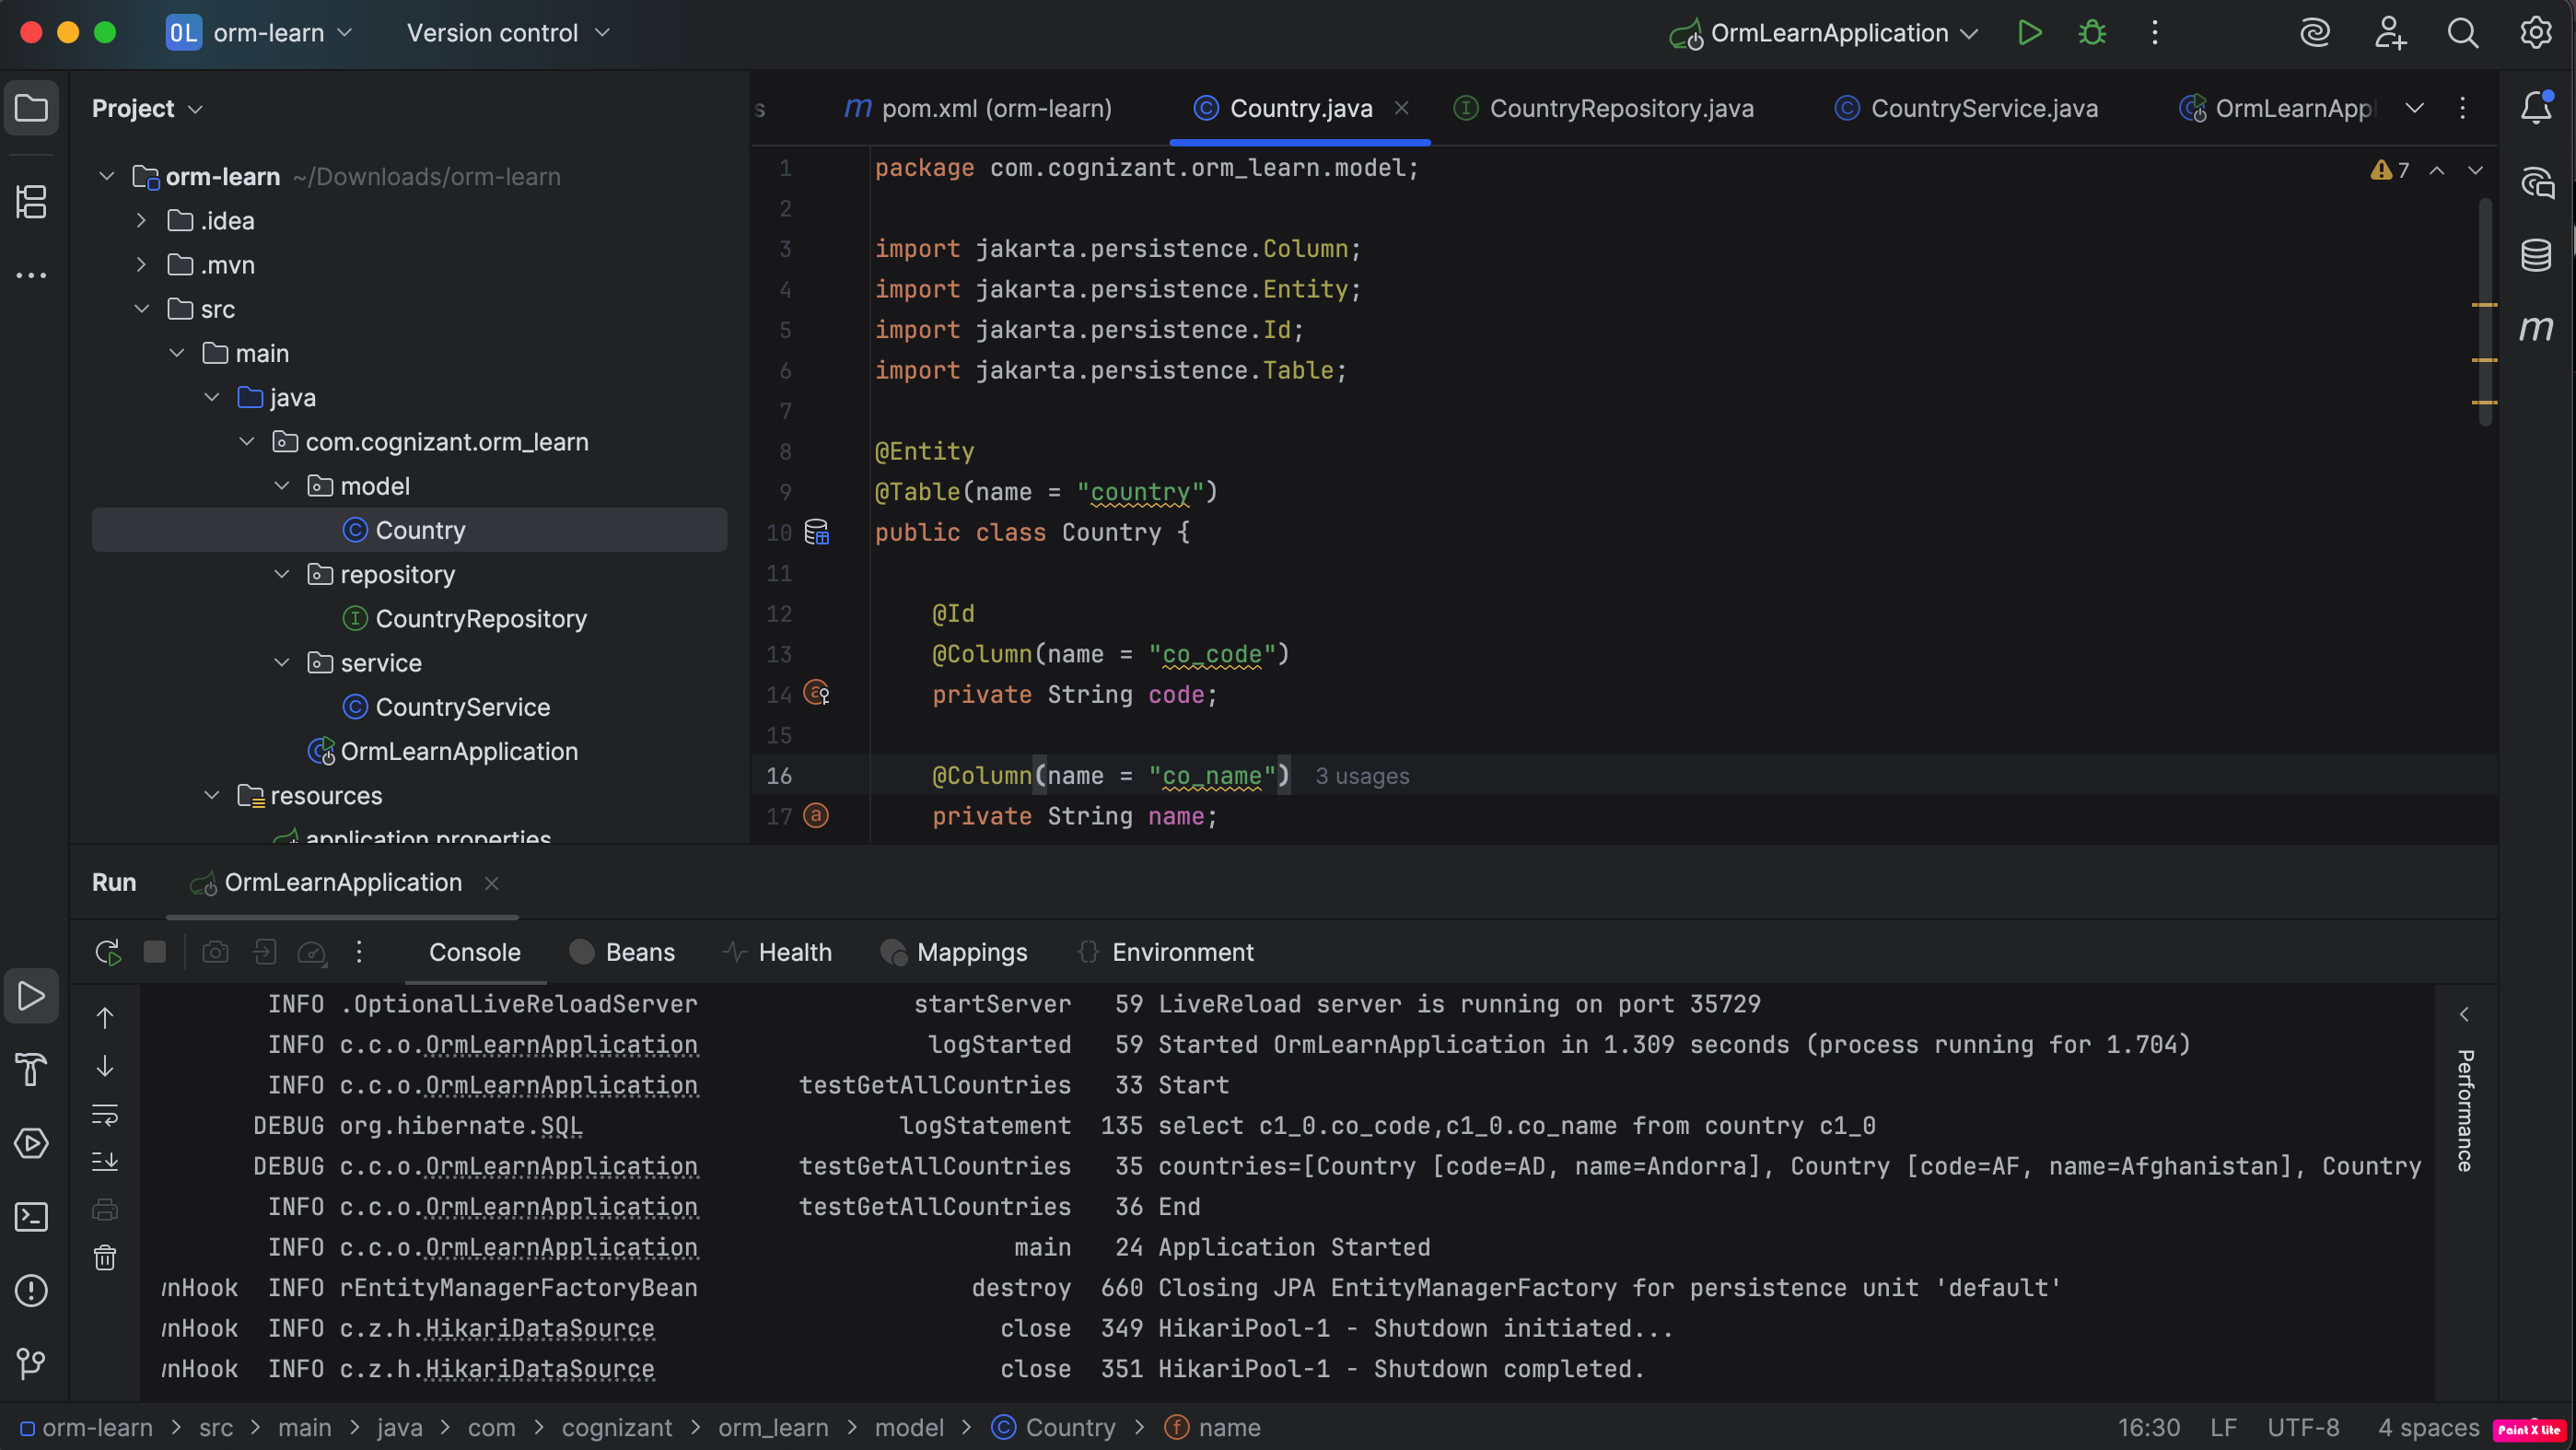 OL orm-learn Version control OrmLearnApplication
Project
orm-learn ~/Downloads/orm-learn
.idea
.mvn
src
main
java
com.cognizant.orm_learn
model
Country
repository
CountryRepository
service
CountryService
OrmLearnApplication
resources
application.properties
s pom.xml (orm-learn) Country.java CountryRepository.java CountryService.java OrmLearnAppl
7
1 package com.cognizant.orm_learn.model;
2
3 import jakarta.persistence.Column;
4 import jakarta.persistence.Entity;
5 import jakarta.persistence.Id;
6 import jakarta.persistence.Table;
7
8 @Entity
9 @Table(name = "country")
10 public class Country {
11
12 @Id
13 @Column(name = "co_code")
14 private String code;
15
16 @Column(name = "co_name") 3 usages
17 private String name;
Run OrmLearnApplication
Console Beans Health Mappings Environment
INFO .OptionalLiveReloadServer startServer 59 LiveReload server is running on port 35729
INFO c.c.o.OrmLearnApplication logStarted 59 Started OrmLearnApplication in 1.309 seconds (process running for 1.704)
INFO c.c.o.OrmLearnApplication testGetAllCountries 33 Start
DEBUG org.hibernate.SQL logStatement 135 select c1_0.co_code,c1_0.co_name from country c1_0
DEBUG c.c.o.OrmLearnApplication testGetAllCountries 35 countries=[Country [code=AD, name=Andorra], Country [code=AF, name=Afghanistan], Country
INFO c.c.o.OrmLearnApplication testGetAllCountries 36 End
INFO c.c.o.OrmLearnApplication main 24 Application Started
nHook INFO rEntityManagerFactoryBean destroy 660 Closing JPA EntityManagerFactory for persistence unit 'default'
nHook INFO c.z.h.HikariDataSource close 349 HikariPool-1 - Shutdown initiated...
nHook INFO c.z.h.HikariDataSource close 351 HikariPool-1 - Shutdown completed.
Performance
orm-learn > src > main > java > com > cognizant > orm_learn > model > Country > name
16:30 LF UTF-8 4 spaces
Paint X Lite